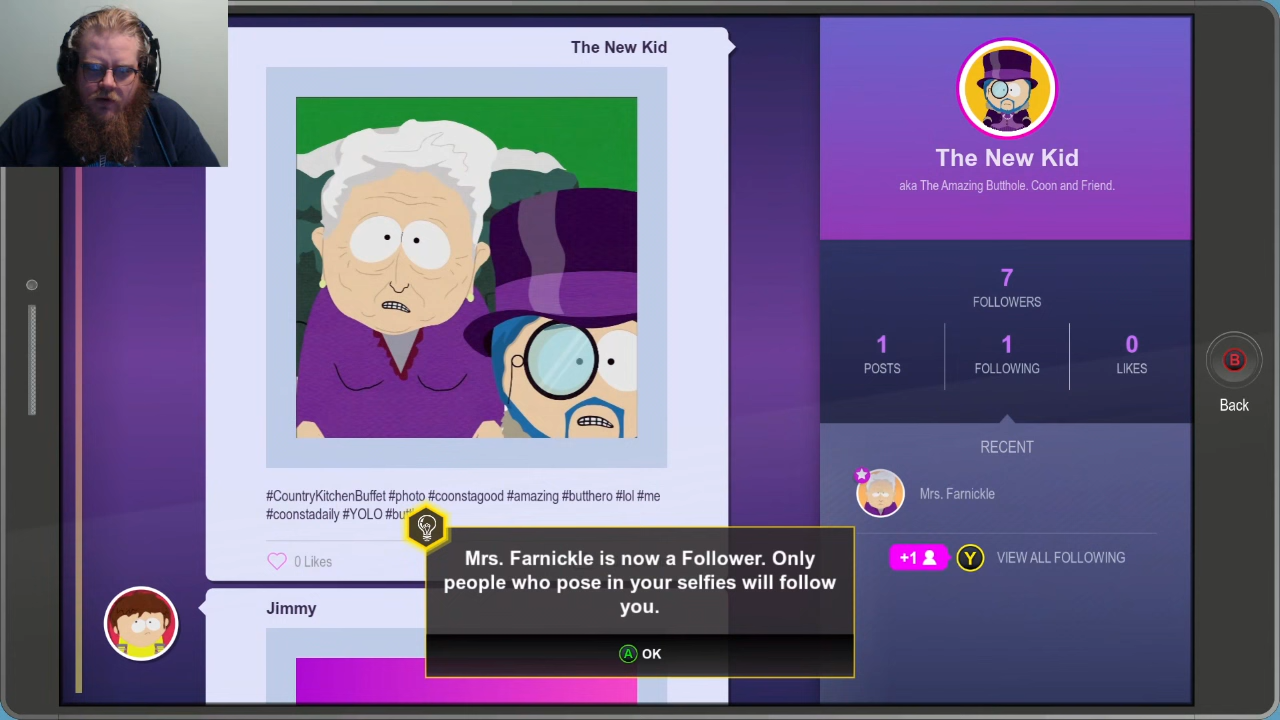 The New Kid
#CountryKitchenBuffet #photo #coonstagood #amazing #butthero #lol #me
#coonstadaily #YOLO
0 Likes
Mrs. Farnickle is now a Follower. Only
people who pose in your selfies will follow
you.
A OK
Jimmy
The New Kid
aka The Amazing Butthole. Coon and Friend.
7
FOLLOWERS
1
POSTS
1
FOLLOWING
0
LIKES
RECENT
Mrs. Farnickle
+1
Y
VIEW ALL FOLLOWING
B
Back